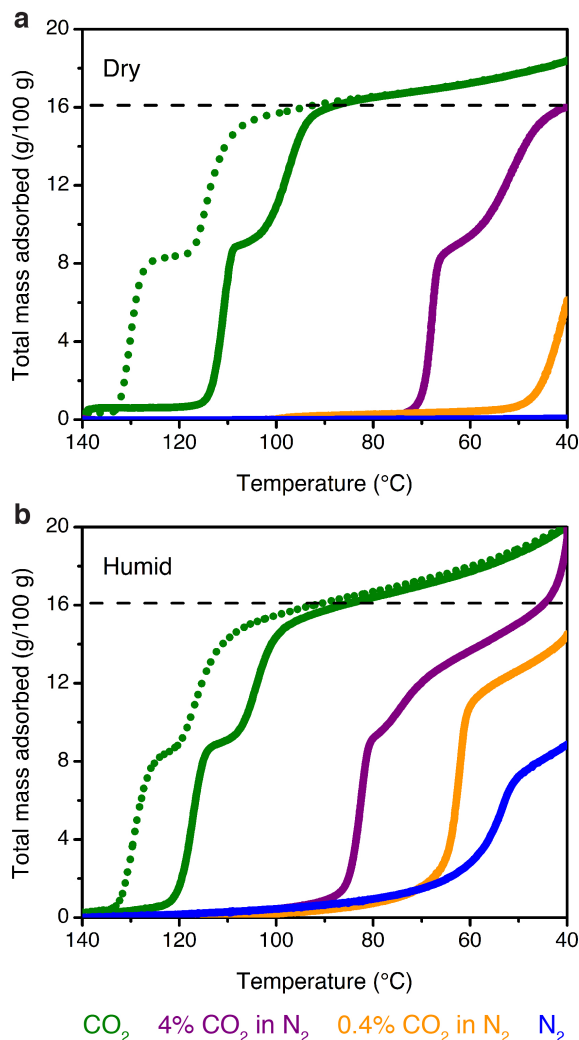 a
20
Dry
16
12
8
4
0
Total mass adsorbed (g/100 g)
140 120 100 80 60 40
Temperature (°C)
b
20
Humid
16
12
8
4
0
Total mass adsorbed (g/100 g)
140 120 100 80 60 40
Temperature (°C)
CO₂ 4% CO₂ in N₂ 0.4% CO₂ in N₂ N₂